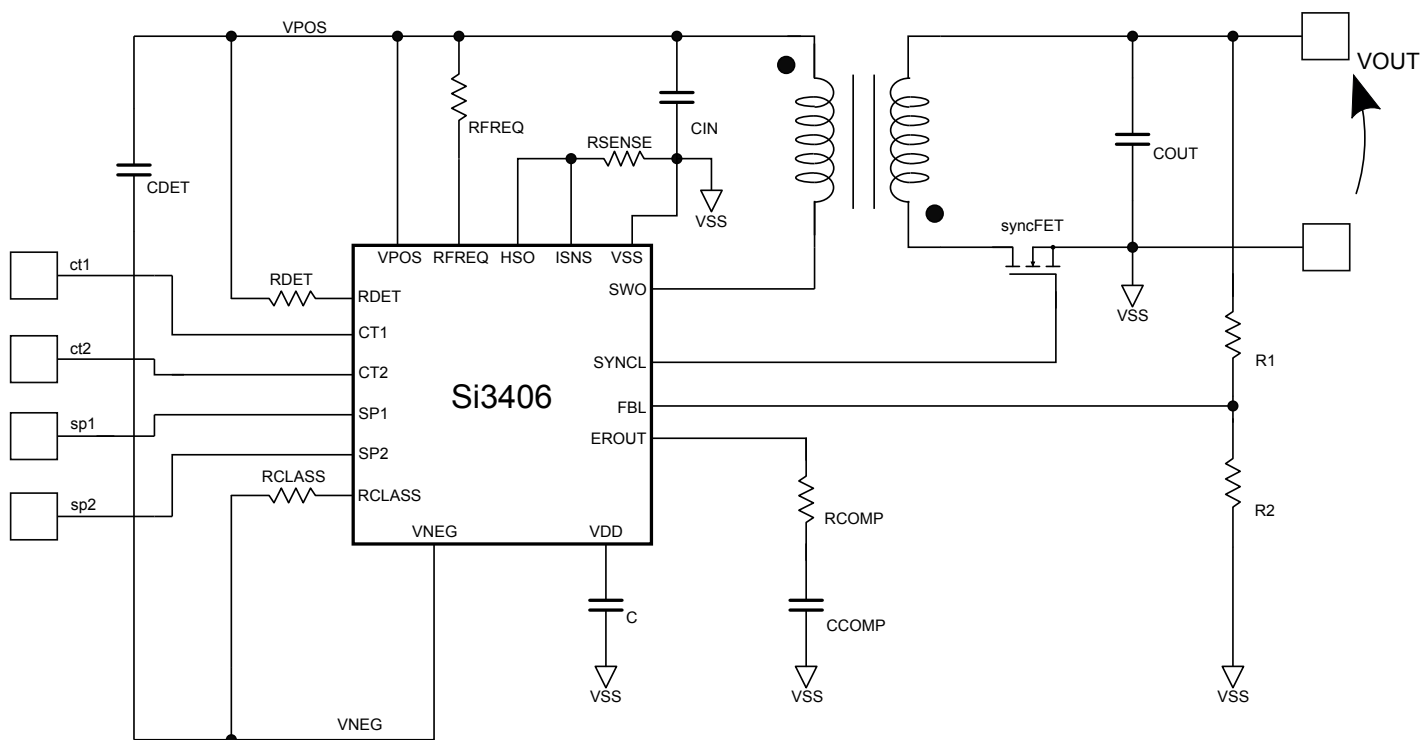 VPOS
VOUT
RFREQ
CIN
RSENSE
COUT
CDET
VSS
syncFET
ct1
VPOS
RFREQ
HSO
ISNS
VSS
RDET
RDET
SWO
VSS
CT1
ct2
CT2
SYNCL
R1
Si3406
sp1
SP1
FBL
EROUT
SP2
RCLASS
RCLASS
sp2
R2
RCOMP
VNEG
VDD
C
CCOMP
VSS
VSS
VSS
VNEG